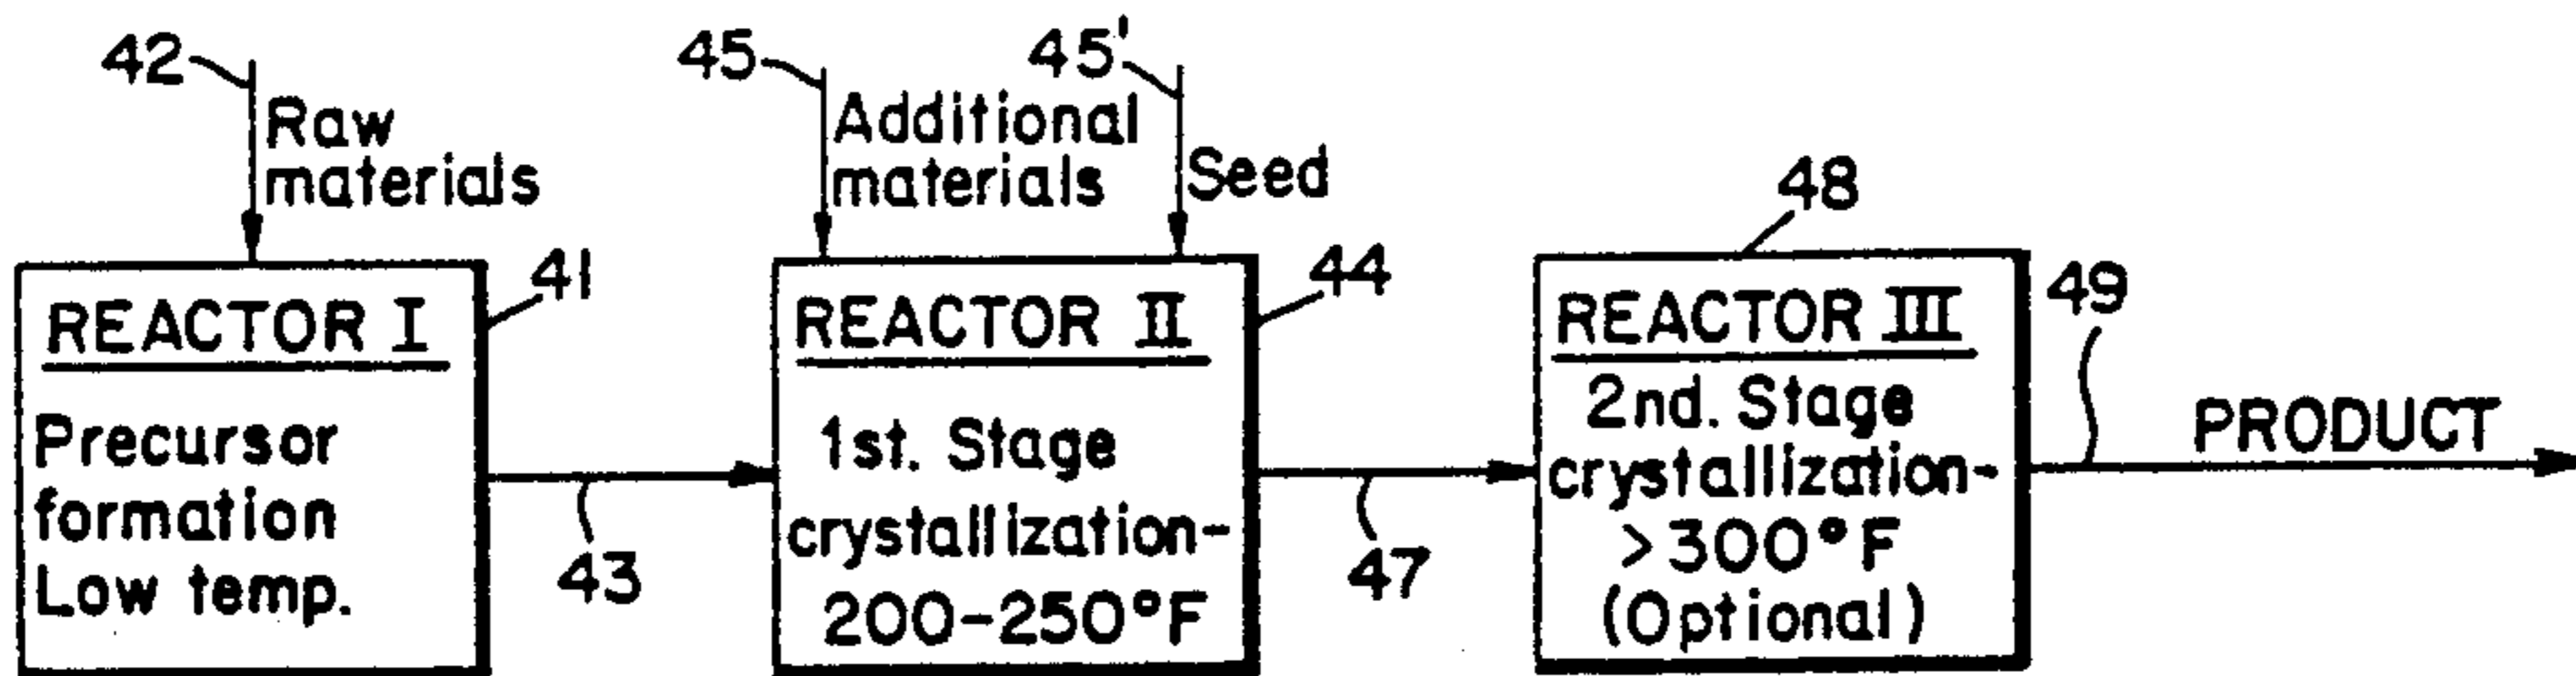 42
Raw
materials
45
Additional
materials
45'
Seed
41
REACTOR I
Precursor
formation
Low temp.
43
44
REACTOR II
1st. Stage
crystallization-
200-250°F
47
48
REACTOR III
2nd. Stage
crystallization-
>300°F
(Optional)
49
PRODUCT